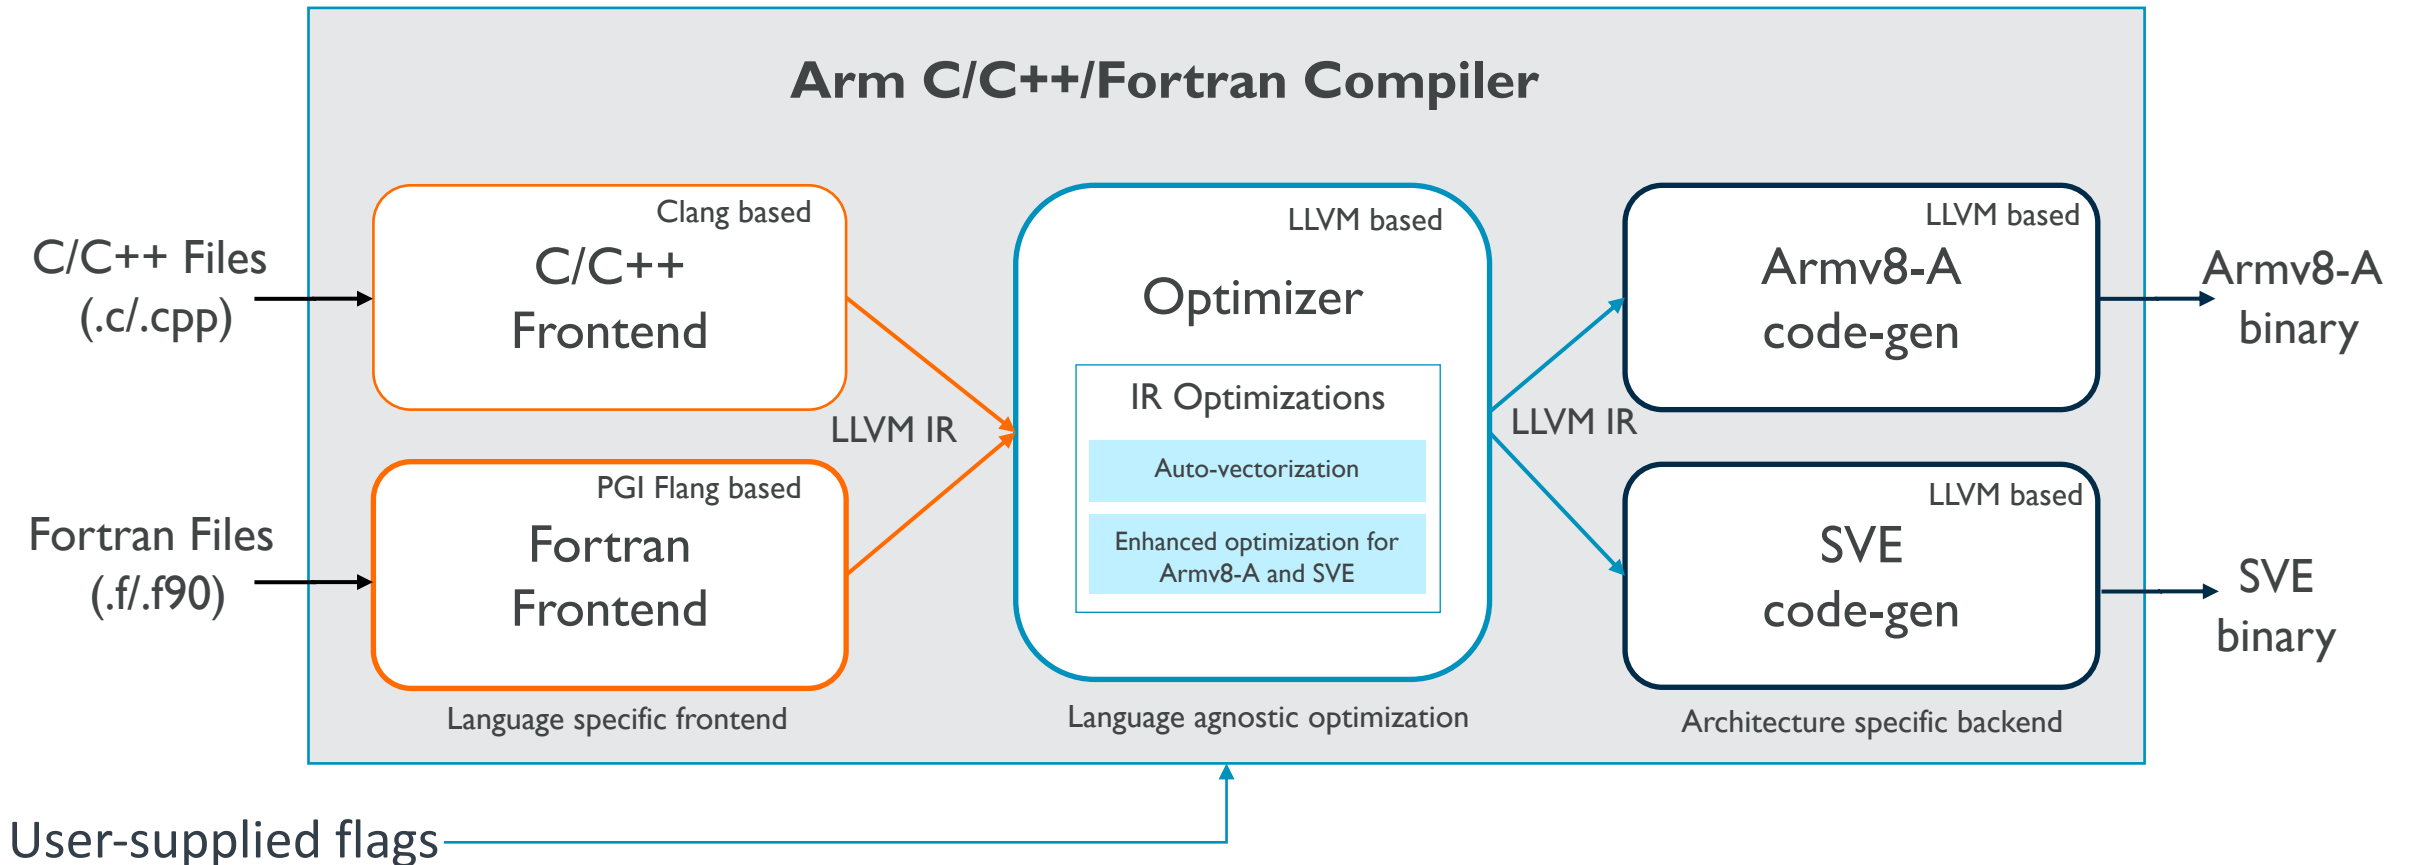 Arm C/C++/Fortran Compiler
C/C++ Files
(.c/.cpp)
Clang based
C/C++
Frontend
Fortran Files
(.f/.f90)
PGI Flang based
Fortran
Frontend
Language specific frontend
LLVM IR
LLVM based
Optimizer
IR Optimizations
Auto-vectorization
Enhanced optimization for
Armv8-A and SVE
Language agnostic optimization
LLVM IR
LLVM based
Armv8-A
code-gen
LLVM based
SVE
code-gen
Architecture specific backend
Armv8-A
binary
SVE
binary
User-supplied flags